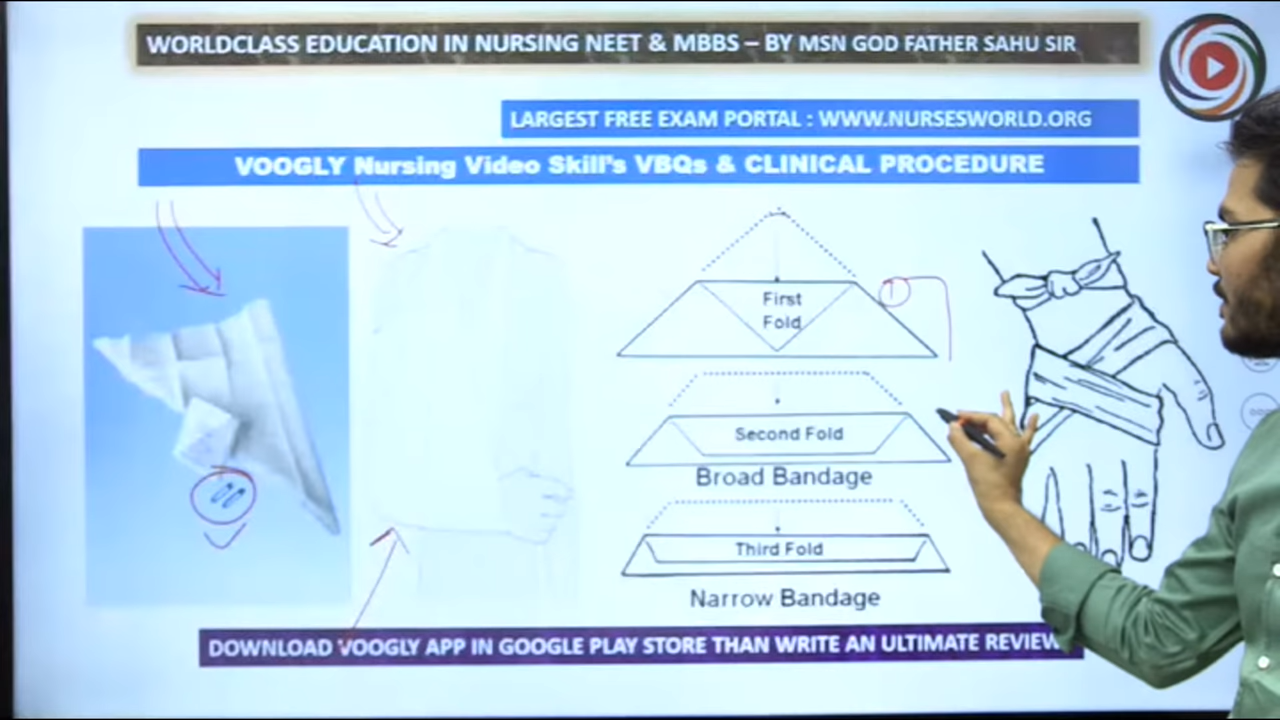 WORLDCLASS EDUCATION IN NURSING NEET & MBBS – BY MSN GOD FATHER SAHU SIR
LARGEST FREE EXAM PORTAL : WWW.NURSESWORLD.ORG
VOOGLY Nursing Video Skill's VBQs & CLINICAL PROCEDURE
First
Fold
1
Second Fold
Broad Bandage
Third Fold
Narrow Bandage
DOWNLOAD VOOGLY APP IN GOOGLE PLAY STORE THAN WRITE AN ULTIMATE REVIEW